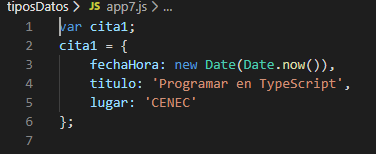 tiposDatos > JS app7.js > ...
1 var cita1;
2 cita1 = {
3 fechaHora: new Date(Date.now()),
4 titulo: 'Programar en TypeScript',
5 lugar: 'CENEC'
6 };
7